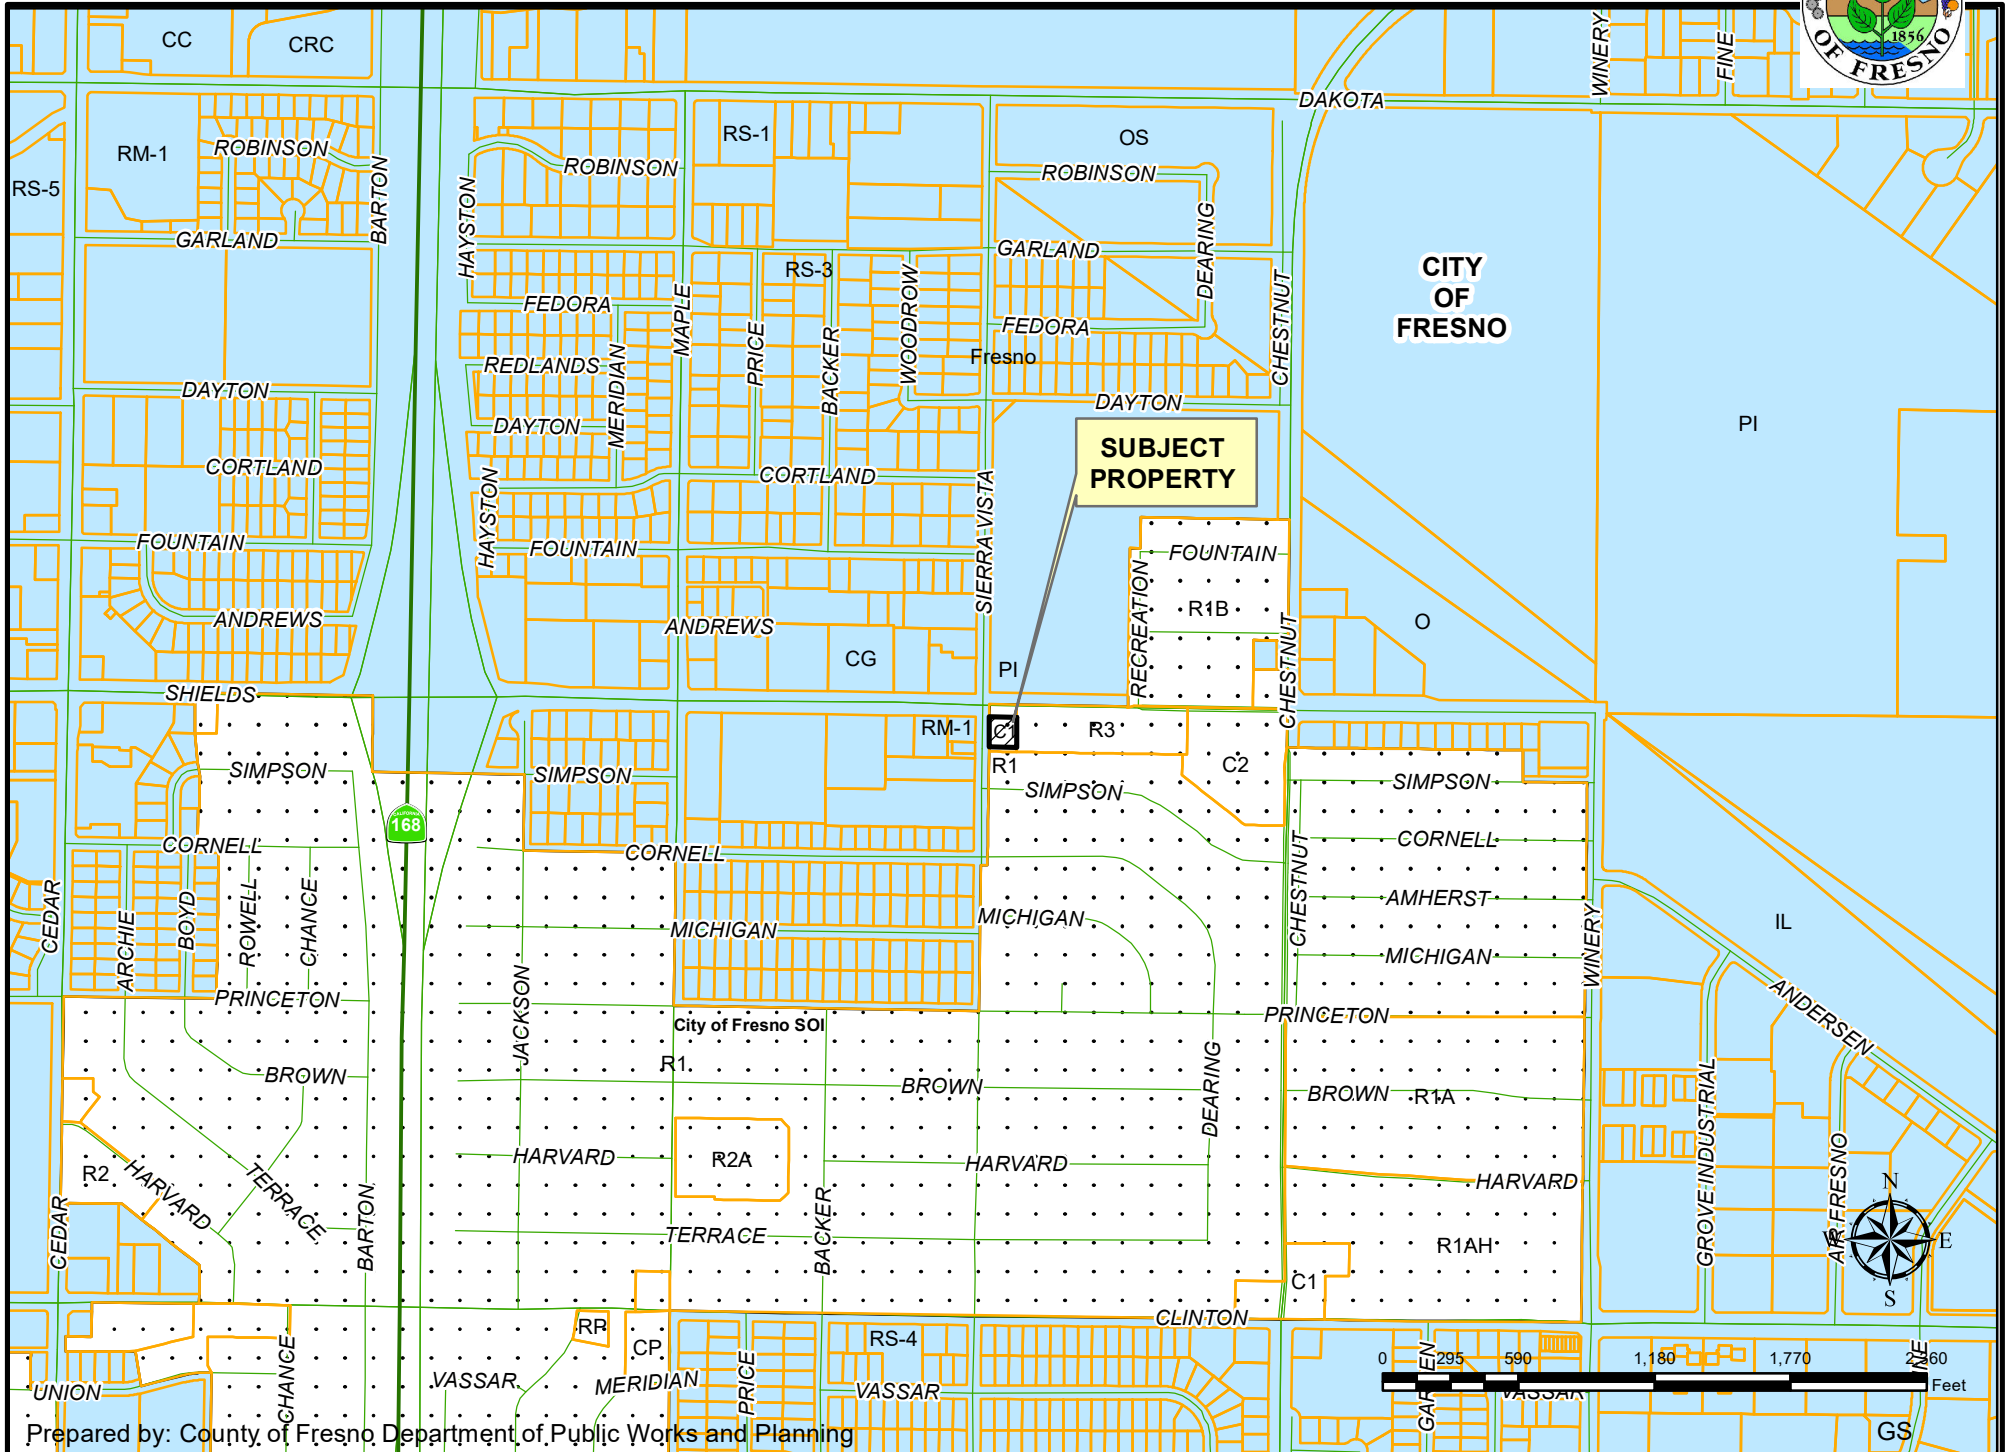 CC
CRC
WINERY
FINE
1856
OF FRESNO
DAKOTA
RS-1
OS
RM-1
ROBINSON
BARTON
ROBINSON
ROBINSON
RS-5
HAYSTON
DEARING
GARLAND
GARLAND
RS-3
WOODROW
CHESTNUT
CITY
OF
FRESNO
FEDORA
MAPLE
PRICE
BACKER
FEDORA
Fresno
REDLANDS
MERIDIAN
DAYTON
DAYTON
DAYTON
PI
SUBJECT
PROPERTY
CORTLAND
CORTLAND
HAYSTON
SIERRA VISTA
FOUNTAIN
FOUNTAIN
FOUNTAIN
RECREATION
R1B
ANDREWS
ANDREWS
O
CG
PI
CHESTNUT
SHIELDS
RM-1
C1
R3
R1
C2
SIMPSON
SIMPSON
SIMPSON
SIMPSON
CALIFORNIA
168
CORNELL
CORNELL
CORNELL
CHESTNUT
CEDAR
ARCHIE
BOYD
ROWELL
CHANCE
AMHERST
MICHIGAN
MICHIGAN
MICHIGAN
WINERY
IL
PRINCETON
JACKSON
PRINCETON
ANDERSEN
City of Fresno SOI
R1
BROWN
BROWN
DEARING
BROWN
R1A
GROVE INDUSTRIAL
AIR FRESNO
R2
HARVARD
TERRACE
HARVARD
R2A
HARVARD
HARVARD
N
W
E
S
CEDAR
BARTON
TERRACE
BACKER
R1AH
C1
CLINTON
RP
CP
RS-4
CHANCE
PRICE
0 295 590 1,180 1,770 2,360
Feet
UNION
VASSAR
MERIDIAN
VASSAR
VASSAR
GS
Prepared by: County of Fresno Department of Public Works and Planning